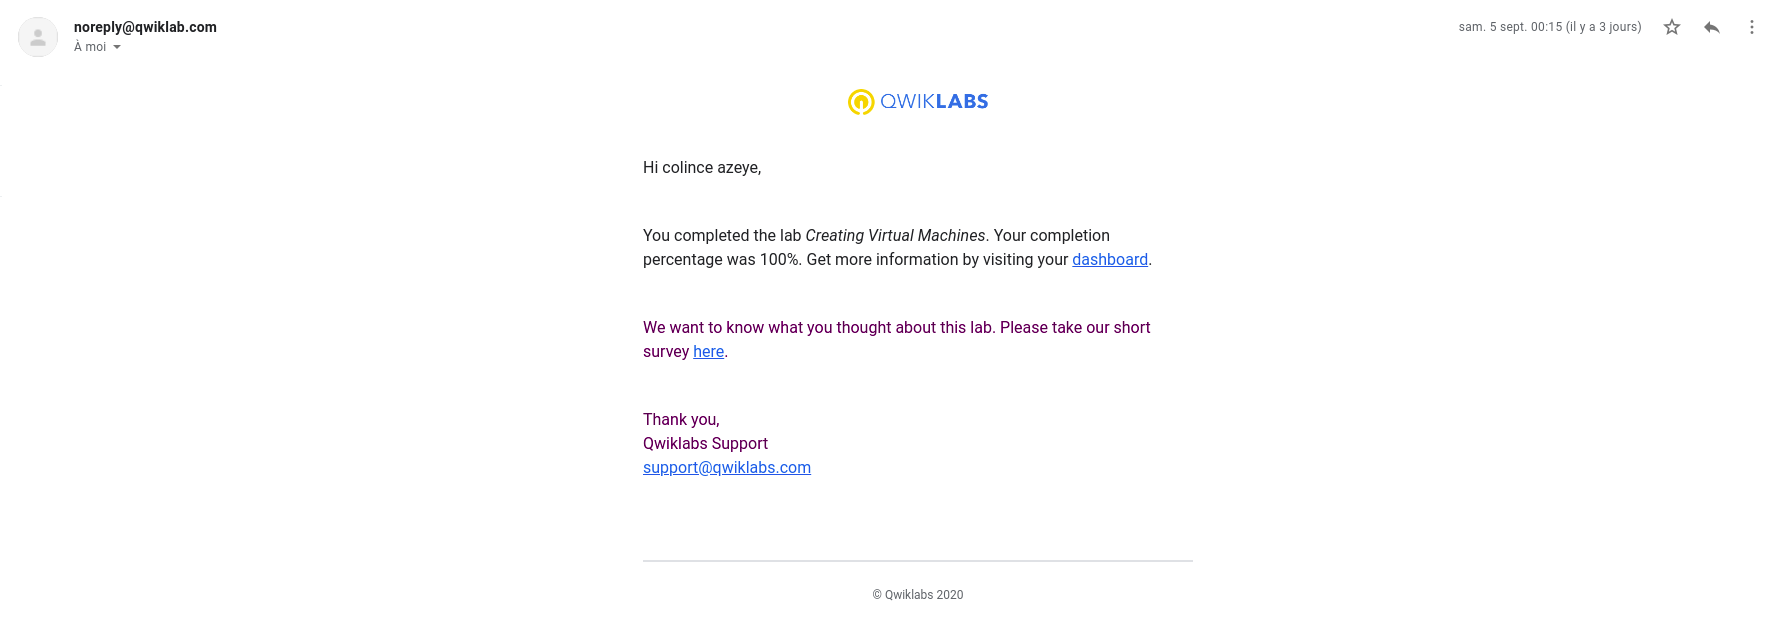 noreply@qwiklab.com
sam. 5 sept. 00:15 (il y a 3 jours)
À moi
QWIKLABS
Hi colince azeye,
You completed the lab Creating Virtual Machines. Your completion
percentage was 100%. Get more information by visiting your dashboard.
We want to know what you thought about this lab. Please take our short
survey here.
Thank you,
Qwiklabs Support
support@qwiklabs.com
© Qwiklabs 2020